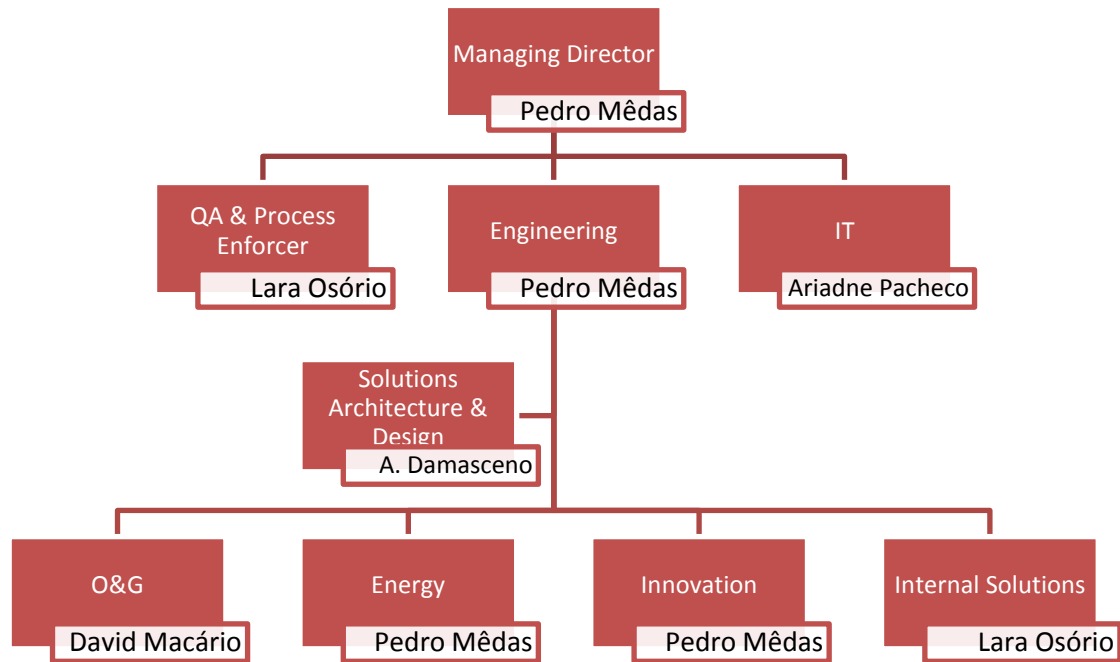 Managing Director
Pedro Mêdas
QA & Process
Enforcer
Lara Osório
Engineering
Pedro Mêdas
IT
Ariadne Pacheco
Solutions
Architecture &
Design
A. Damasceno
O&G
David Macário
Energy
Pedro Mêdas
Innovation
Pedro Mêdas
Internal Solutions
Lara Osório